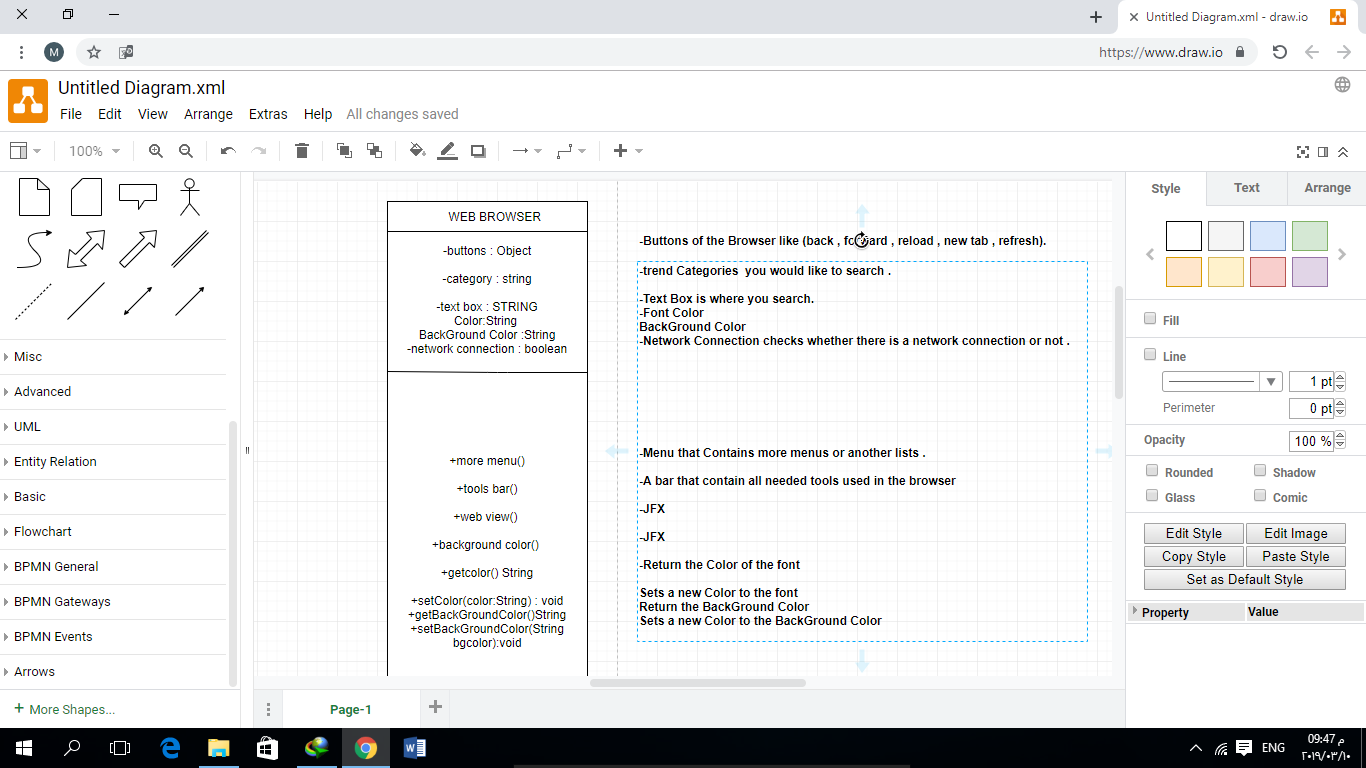 Untitled Diagram.xml - draw.io
M
https://www.draw.io
Untitled Diagram.xml
File Edit View Arrange Extras Help All changes saved
100%
Misc
Advanced
UML
Entity Relation
Basic
Flowchart
BPMN General
BPMN Gateways
BPMN Events
Arrows
+ More Shapes...
WEB BROWSER
-buttons : Object
-category : string
-text box : STRING
Color:String
BackGround Color :String
-network connection : boolean
+more menu()
+tools bar()
+web view()
+background color()
+getcolor() String
+setColor(color:String) : void
+getBackGroundColor()String
+setBackGroundColor(String
bgcolor):void
-Buttons of the Browser like (back , forward , reload , new tab , refresh).
-trend Categories  you would like to search .
-Text Box is where you search.
-Font Color
BackGround Color
-Network Connection checks whether there is a network connection or not .
-Menu that Contains more menus or another lists .
-A bar that contain all needed tools used in the browser
-JFX
-JFX
-Return the Color of the font
Sets a new Color to the font
Return the BackGround Color
Sets a new Color to the BackGround Color
Style Text Arrange
Fill
Line
1 pt
Perimeter 0 pt
Opacity 100 %
Rounded Shadow
Glass Comic
Edit Style Edit Image
Copy Style Paste Style
Set as Default Style
Property Value
Page-1
ENG
09:47 م
٢٠١٩/٠٣/١٠